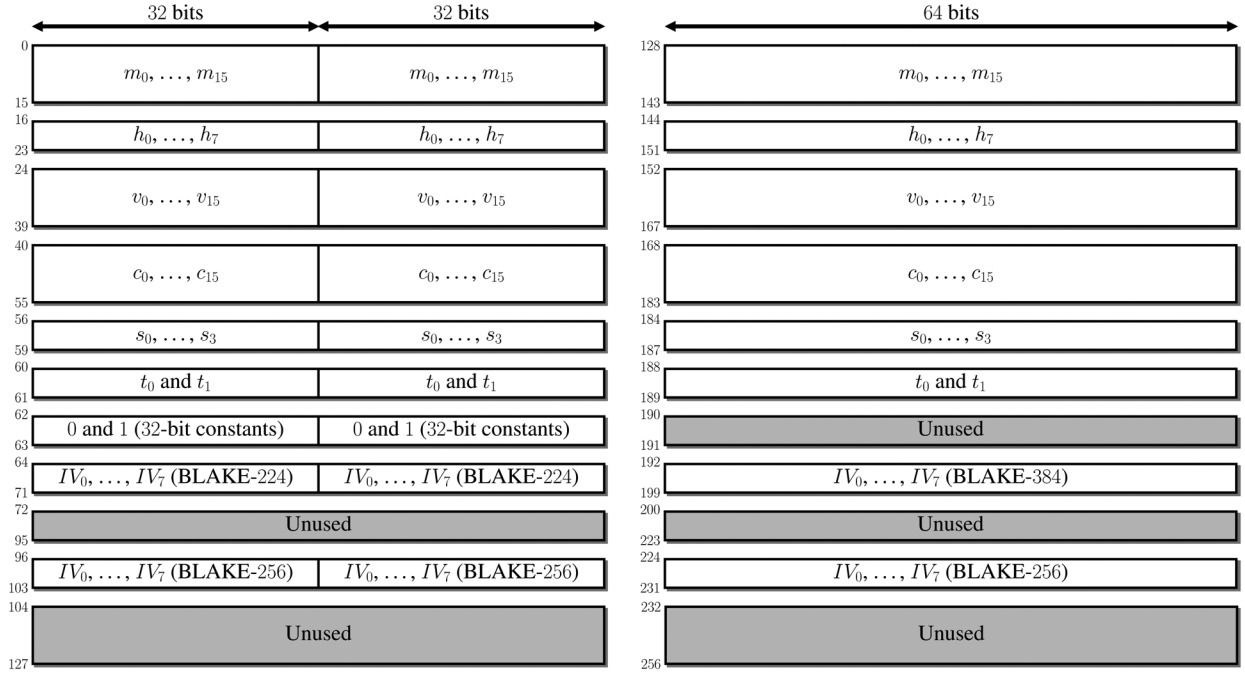 32 bits 32 bits 64 bits
0 128
m0, ..., m15 m0, ..., m15 m0, ..., m15
15 143
16 144
h0, ..., h7 h0, ..., h7 h0, ..., h7
23 151
24 152
v0, ..., v15 v0, ..., v15 v0, ..., v15
39 167
40 168
c0, ..., c15 c0, ..., c15 c0, ..., c15
55 183
56 184
s0, ..., s3 s0, ..., s3 s0, ..., s3
59 187
60 188
t0 and t1 t0 and t1 t0 and t1
61 189
62 190
0 and 1 (32-bit constants) 0 and 1 (32-bit constants) Unused
63 191
64 192
IV0, ..., IV7 (BLAKE-224) IV0, ..., IV7 (BLAKE-224) IV0, ..., IV7 (BLAKE-384)
71 199
72 200
Unused Unused
95 223
96 224
IV0, ..., IV7 (BLAKE-256) IV0, ..., IV7 (BLAKE-256) IV0, ..., IV7 (BLAKE-256)
103 231
104 232
Unused Unused
127 256